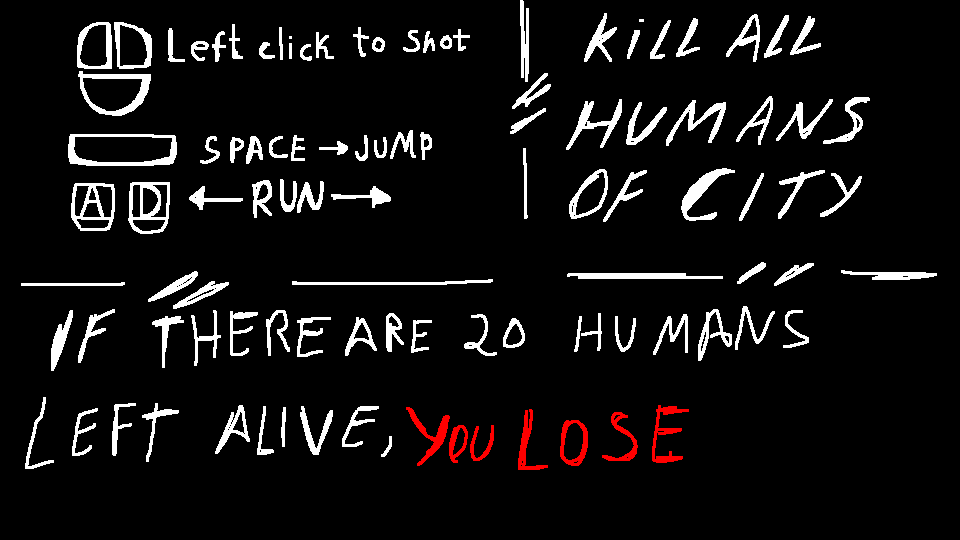 Left click to shot
SPACE → JUMP
A D ← RUN →
KiLL ALL
HUMANS
OF CITY
IF THERE ARE 20 HUMANS
LEFT ALIVE, YOU LOSE